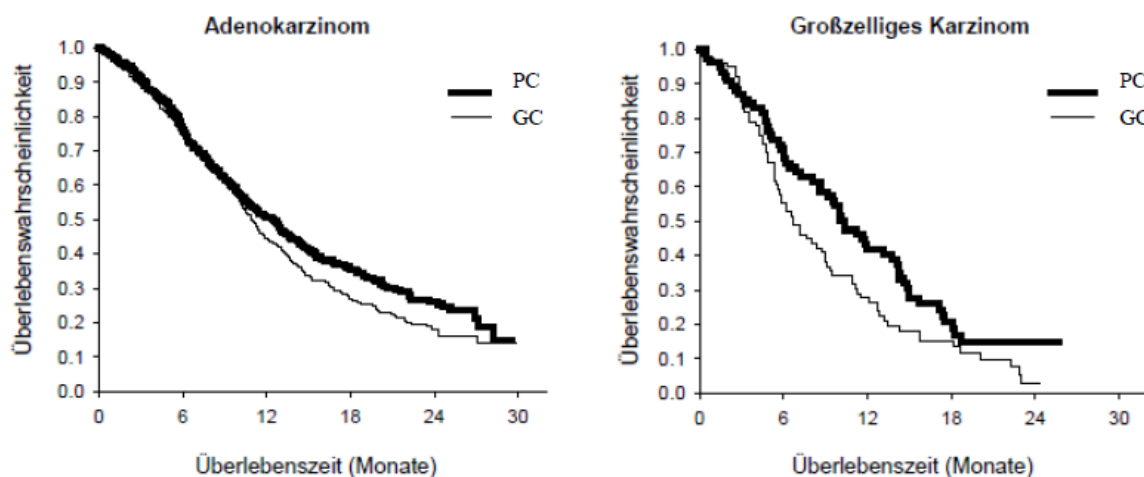 Adenokarzinom
Überlebenswahrscheinlichkeit
1.0
0.9
0.8
0.7
0.6
0.5
0.4
0.3
0.2
0.1
0.0
PC
GC
0 6 12 18 24 30
Überlebenszeit (Monate)
Großzelliges Karzinom
Überlebenswahrscheinlichkeit
1.0
0.9
0.8
0.7
0.6
0.5
0.4
0.3
0.2
0.1
0.0
PC
GC
0 6 12 18 24 30
Überlebenszeit (Monate)